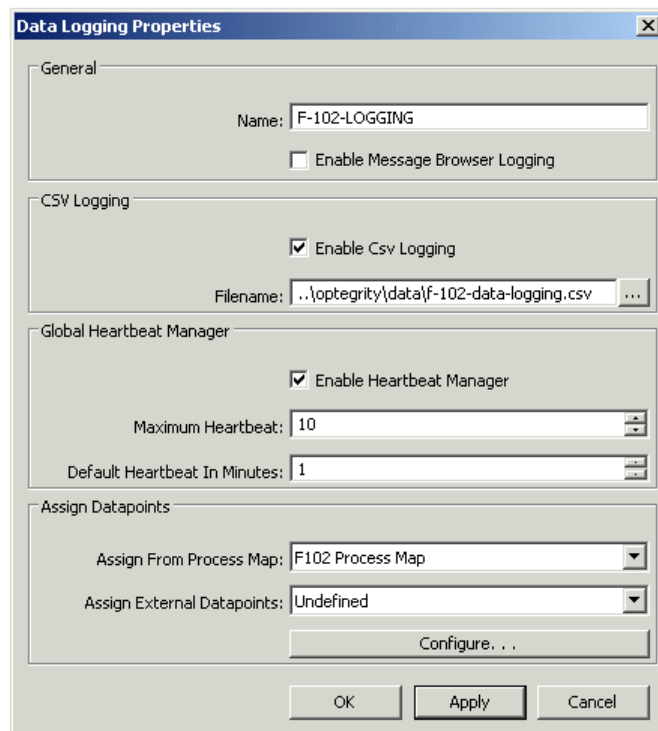 Data Logging Properties
General
Name: F-102-LOGGING
Enable Message Browser Logging
CSV Logging
Enable Csv Logging
Filename: ..\optegrity\data\f-102-data-logging.csv ...
Global Heartbeat Manager
Enable Heartbeat Manager
Maximum Heartbeat: 10
Default Heartbeat In Minutes: 1
Assign Datapoints
Assign From Process Map: F102 Process Map
Assign External Datapoints: Undefined
Configure. . .
OK Apply Cancel